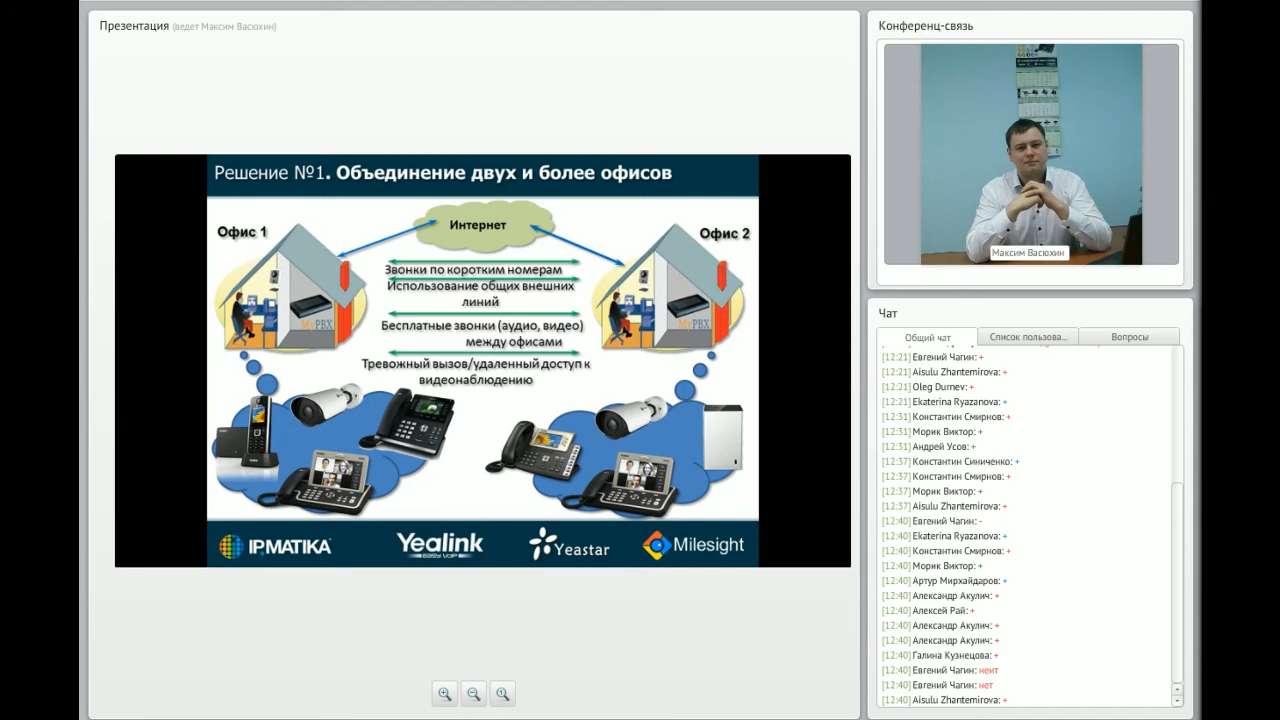 Презентация (ведет Максим Васюхин)
Решение №1. Объединение двух и более офисов
Интернет
Офис 1
Офис 2
Звонки по коротким номерам
Использование общих внешних
линий
Бесплатные звонки (аудио, видео)
между офисами
Тревожный вызов/удаленный доступ к
видеонаблюдению
MyPBX
MyPBX
IPMATIKA
Yealink
EASY VOIP
Yeastar
Milesight
Конференц-связь
Максим Васюхин
Чат
Общий чат
Список пользова...
Вопросы
[12:21] Евгений Чагин: +
[12:21] Aisulu Zhantemirova: +
[12:21] Oleg Durnev: +
[12:21] Ekaterina Ryazanova: +
[12:31] Константин Смирнов: +
[12:31] Морик Виктор: +
[12:31] Андрей Усов: +
[12:37] Константин Синиченко: +
[12:37] Константин Смирнов: +
[12:37] Морик Виктор: +
[12:37] Aisulu Zhantemirova: +
[12:40] Евгений Чагин: -
[12:40] Ekaterina Ryazanova: +
[12:40] Константин Смирнов: +
[12:40] Морик Виктор: +
[12:40] Артур Мирхайдаров: +
[12:40] Александр Акулич: +
[12:40] Алексей Рай: +
[12:40] Александр Акулич: +
[12:40] Александр Акулич: +
[12:40] Галина Кузнецова: +
[12:40] Евгений Чагин: неит
[12:40] Евгений Чагин: нет
[12:40] Aisulu Zhantemirova: +